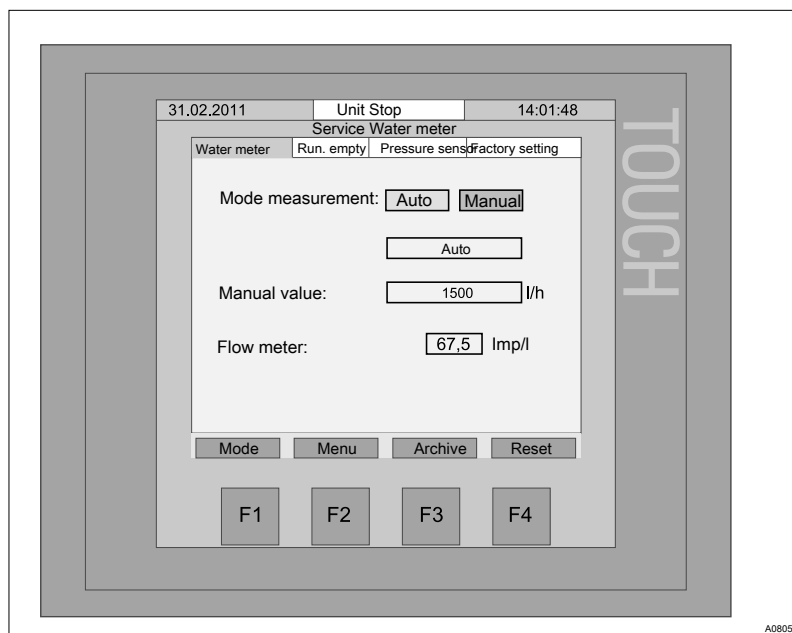 31.02.2011 Unit Stop 14:01:48
Service Water meter
Water meter Run. empty Pressure sensor Factory setting
Mode measurement: Auto Manual
Auto
Manual value: 1500 l/h
Flow meter: 67,5 Imp/l
Mode Menu Archive Reset
F1 F2 F3 F4
TOUCH
A0805